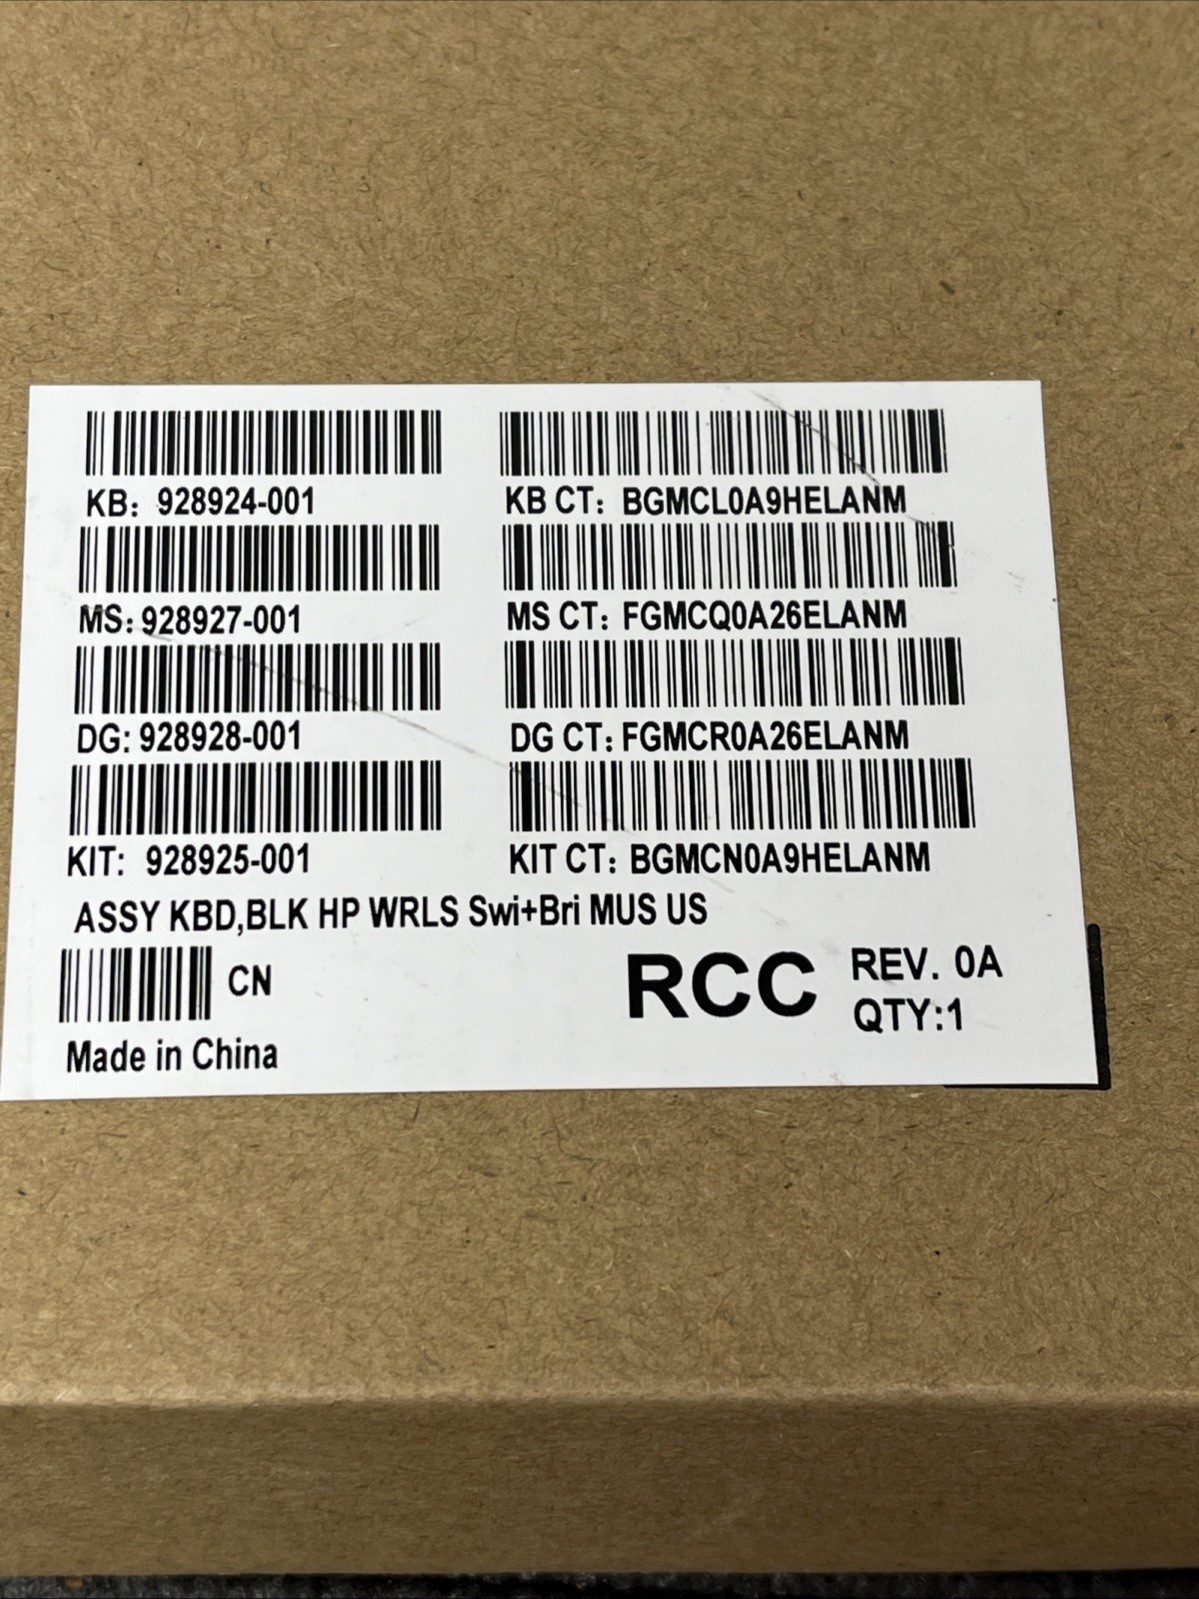 KB: 928924-001
KB CT: BGMCL0A9HELANM
MS: 928927-001
MS CT: FGMCQ0A26ELANM
DG: 928928-001
DG CT: FGMCR0A26ELANM
KIT: 928925-001
KIT CT: BGMCN0A9HELANM
ASSY KBD,BLK HP WRLS Swi+Bri MUS US
CN
RCC
REV. 0A
QTY:1
Made in China